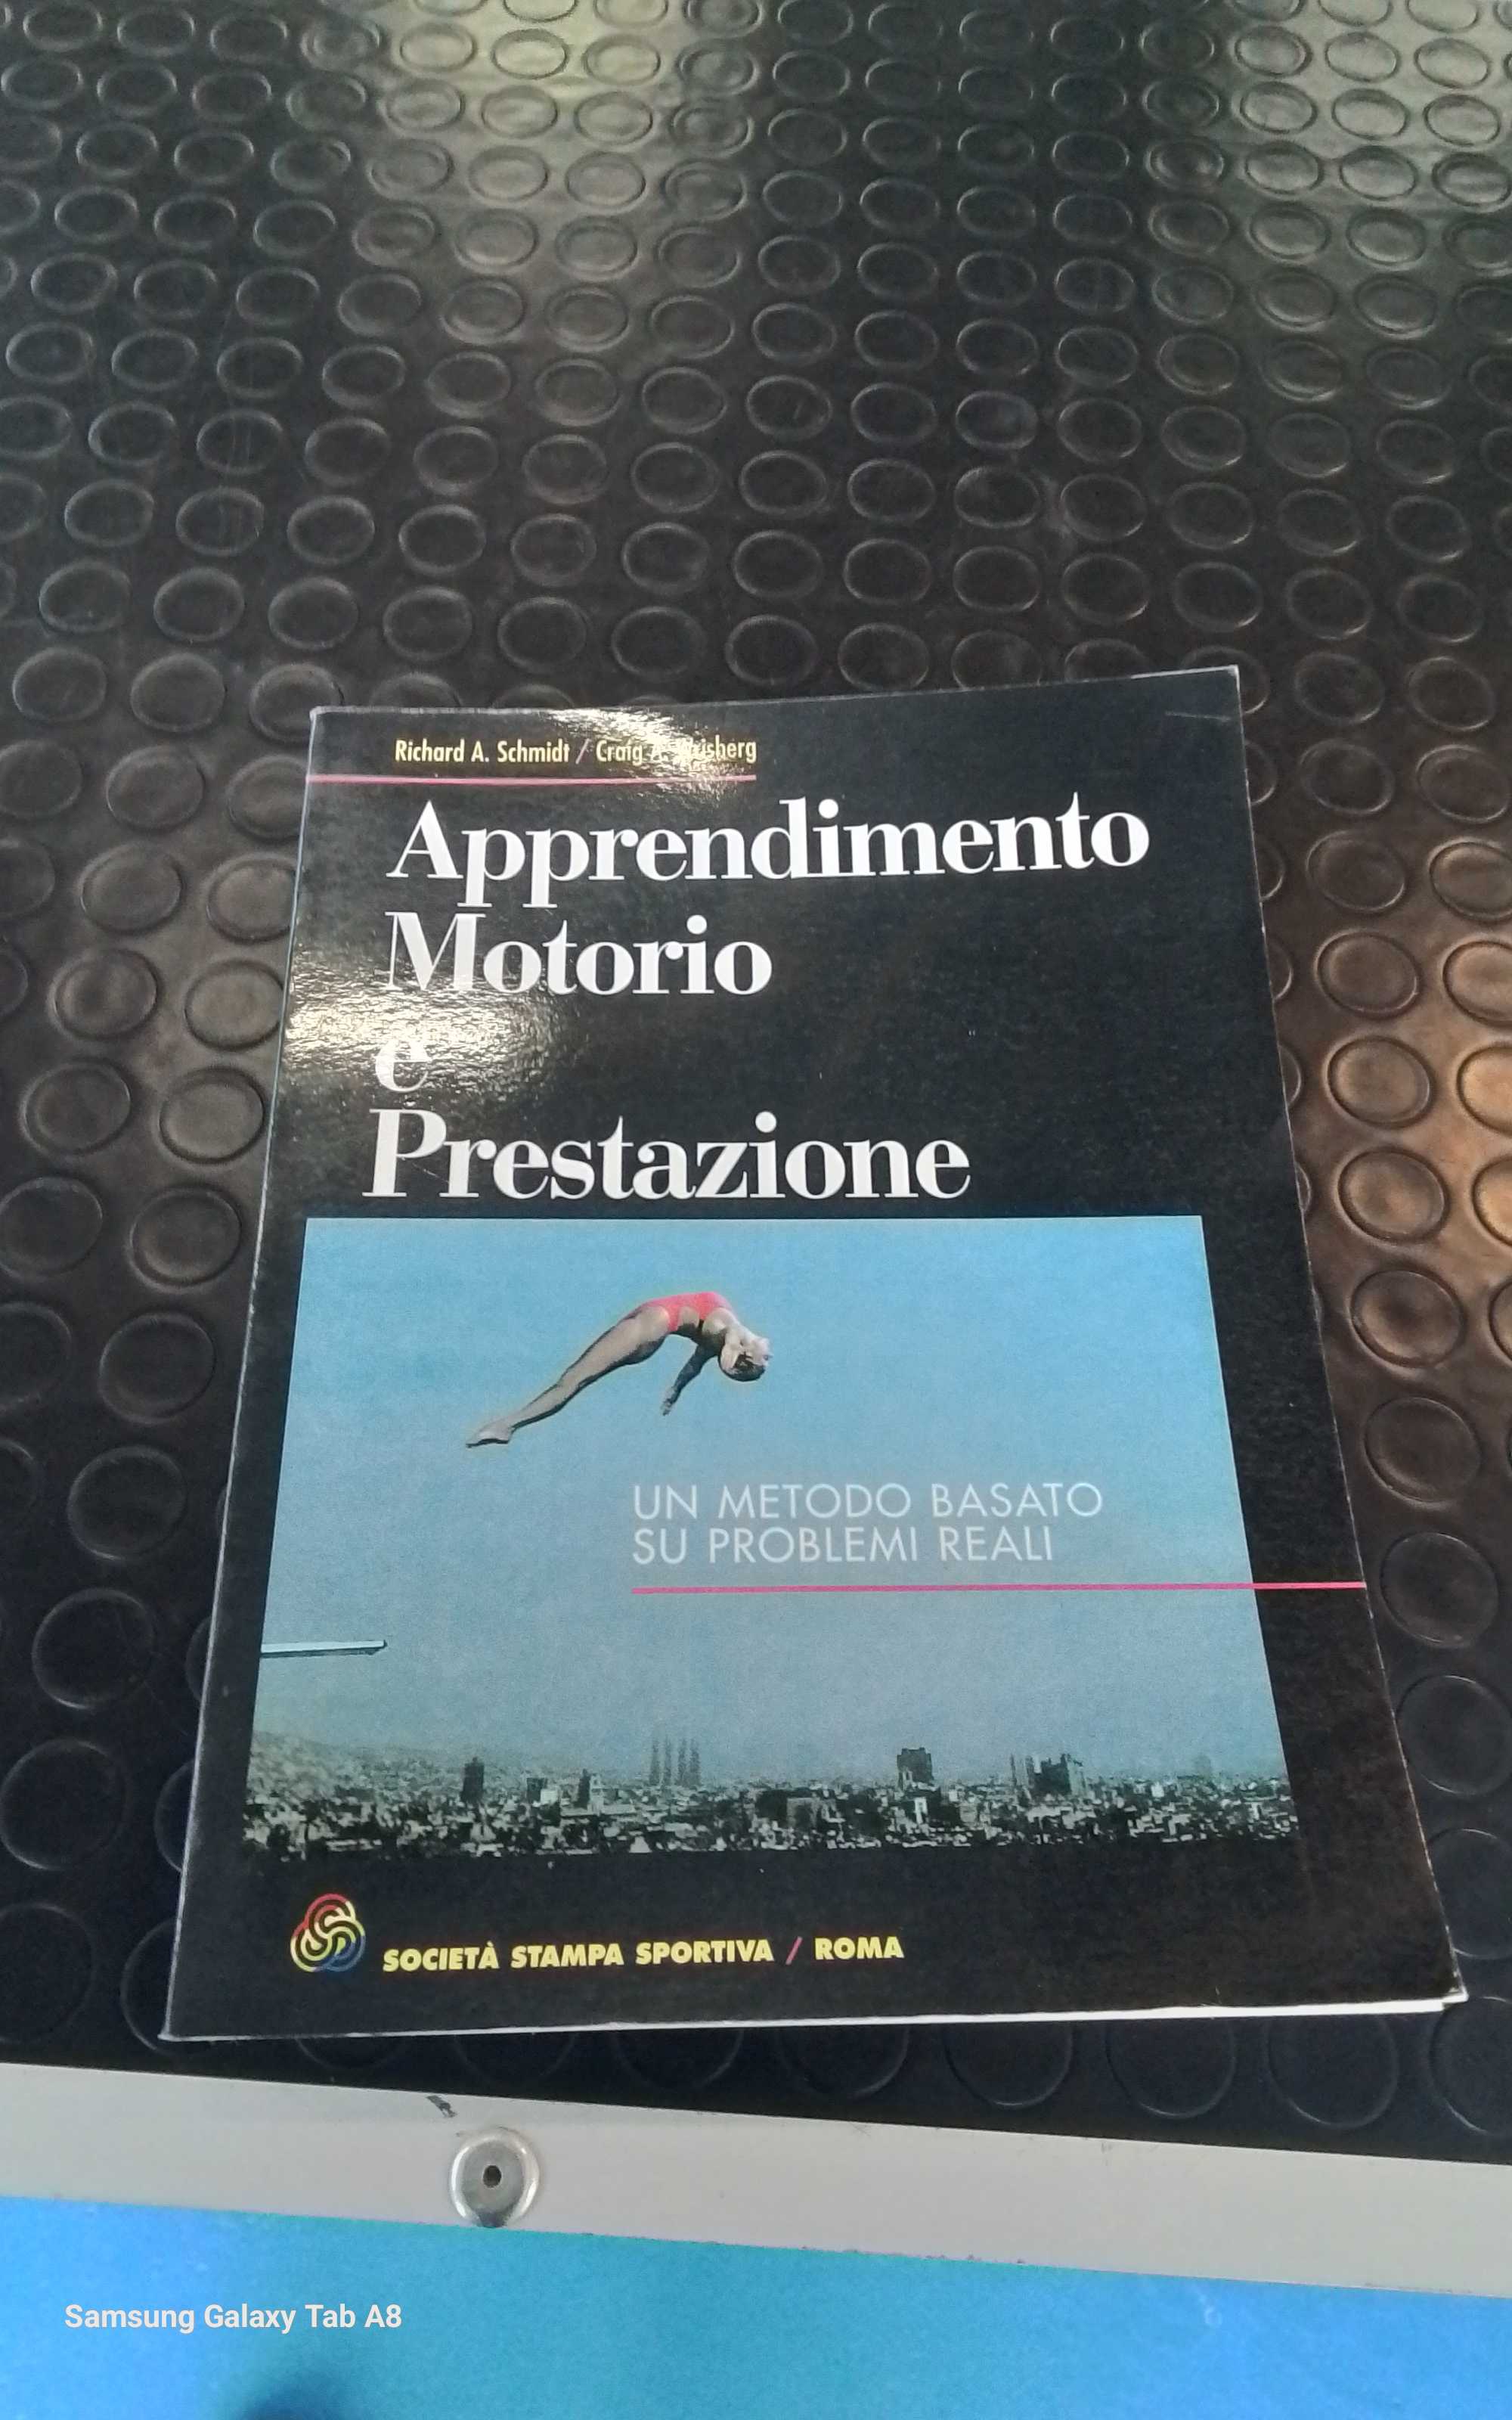 Richard A. Schmidt / Craig A. Wrisberg
Apprendimento
Motorio
e
Prestazione
UN METODO BASATO
SU PROBLEMI REALI
SOCIETÀ STAMPA SPORTIVA / ROMA
Samsung Galaxy Tab A8